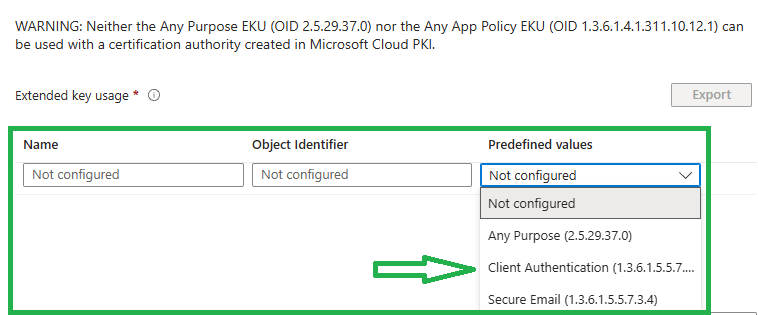 WARNING: Neither the Any Purpose EKU (OID 2.5.29.37.0) nor the Any App Policy EKU (OID 1.3.6.1.4.1.311.10.12.1) can
be used with a certification authority created in Microsoft Cloud PKI.
Extended key usage *
Export
Name Object Identifier Predefined values
Not configured Not configured Not configured
Not configured
Any Purpose (2.5.29.37.0)
Client Authentication (1.3.6.1.5.5.7....
Secure Email (1.3.6.1.5.5.7.3.4)